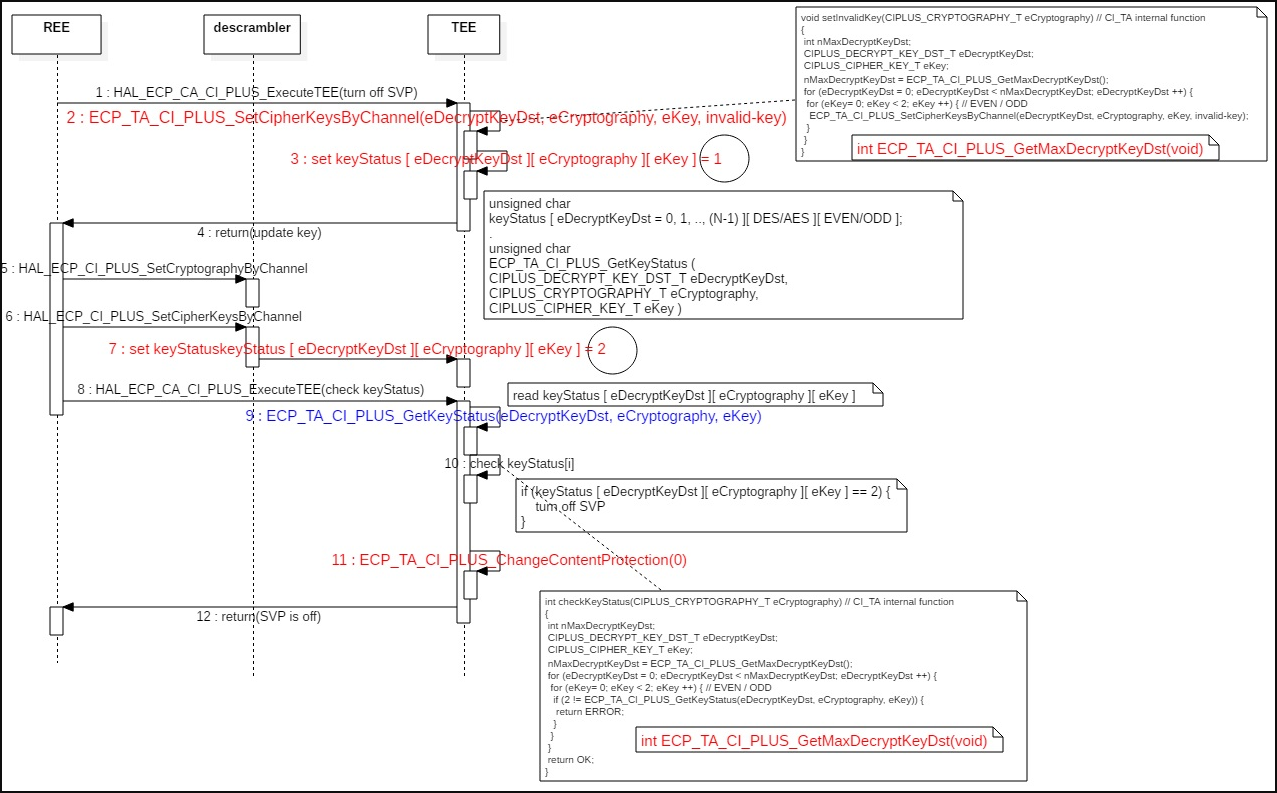 REE
descrambler
TEE
void setInvalidKey(CIPLUS_CRYPTOGRAPHY_T eCryptography) // CI_TA internal function
{
int nMaxDecryptKeyDst;
CIPLUS_DECRYPT_KEY_DST_T eDecryptKeyDst;
CIPLUS_CIPHER_KEY_T eKey;
nMaxDecryptKeyDst = ECP_TA_CI_PLUS_GetMaxDecryptKeyDst();
for (eDecryptKeyDst = 0; eDecryptKeyDst < nMaxDecryptKeyDst; eDecryptKeyDst ++) {
for (eKey= 0; eKey < 2; eKey ++) { // EVEN / ODD
ECP_TA_CI_PLUS_SetCipherKeysByChannel(eDecryptKeyDst, eCryptography, eKey, invalid-key);
}
}
}
int ECP_TA_CI_PLUS_GetMaxDecryptKeyDst(void)
1 : HAL_ECP_CA_CI_PLUS_ExecuteTEE(turn off SVP)
2 : ECP_TA_CI_PLUS_SetCipherKeysByChannel(eDecryptKeyDst, eCryptography, eKey, invalid-key)
3 : set keyStatus [ eDecryptKeyDst ][ eCryptography ][ eKey ] = 1
unsigned char
keyStatus [ eDecryptKeyDst = 0, 1, .., (N-1) ][ DES/AES ][ EVEN/ODD ];
.
unsigned char
ECP_TA_CI_PLUS_GetKeyStatus (
CIPLUS_DECRYPT_KEY_DST_T eDecryptKeyDst,
CIPLUS_CRYPTOGRAPHY_T eCryptography,
CIPLUS_CIPHER_KEY_T eKey )
4 : return(update key)
5 : HAL_ECP_CI_PLUS_SetCryptographyByChannel
6 : HAL_ECP_CI_PLUS_SetCipherKeysByChannel
7 : set keyStatuskeyStatus [ eDecryptKeyDst ][ eCryptography ][ eKey ] = 2
8 : HAL_ECP_CA_CI_PLUS_ExecuteTEE(check keyStatus)
read keyStatus [ eDecryptKeyDst ][ eCryptography ][ eKey ]
9 : ECP_TA_CI_PLUS_GetKeyStatus(eDecryptKeyDst, eCryptography, eKey)
10 : check keyStatus[i]
if (keyStatus [ eDecryptKeyDst ][ eCryptography ][ eKey ] == 2) {
turn off SVP
}
11 : ECP_TA_CI_PLUS_ChangeContentProtection(0)
12 : return(SVP is off)
int checkKeyStatus(CIPLUS_CRYPTOGRAPHY_T eCryptography) // CI_TA internal function
{
int nMaxDecryptKeyDst;
CIPLUS_DECRYPT_KEY_DST_T eDecryptKeyDst;
CIPLUS_CIPHER_KEY_T eKey;
nMaxDecryptKeyDst = ECP_TA_CI_PLUS_GetMaxDecryptKeyDst();
for (eDecryptKeyDst = 0; eDecryptKeyDst < nMaxDecryptKeyDst; eDecryptKeyDst ++) {
for (eKey= 0; eKey < 2; eKey ++) { // EVEN / ODD
if (2 != ECP_TA_CI_PLUS_GetKeyStatus(eDecryptKeyDst, eCryptography, eKey)) {
return ERROR;
}
}
}
return OK;
}
int ECP_TA_CI_PLUS_GetMaxDecryptKeyDst(void)